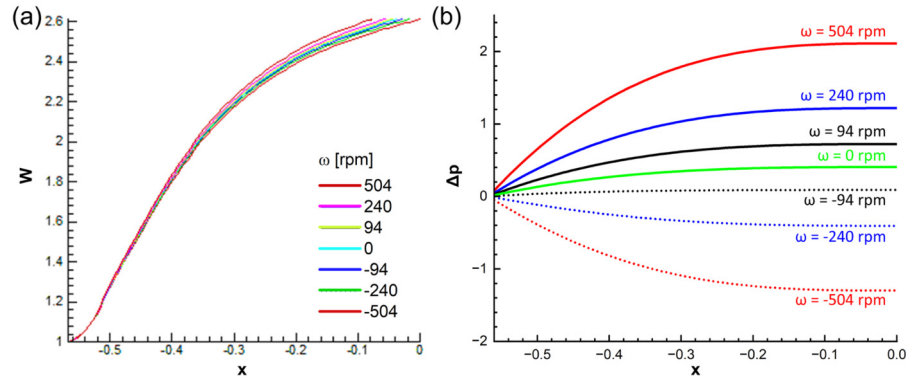 (a)
2.6
2.4
2.2
2
1.8
1.6
1.4
1.2
1
W
-0.5
-0.4
-0.3
-0.2
-0.1
0
x
ω [rpm]
504
240
94
0
-94
-240
-504
(b)
2
1
0
−1
−2
Δp
−0.5
−0.4
−0.3
−0.2
−0.1
0.0
x
ω = 504 rpm
ω = 240 rpm
ω = 94 rpm
ω = 0 rpm
ω = -94 rpm
ω = -240 rpm
ω = -504 rpm